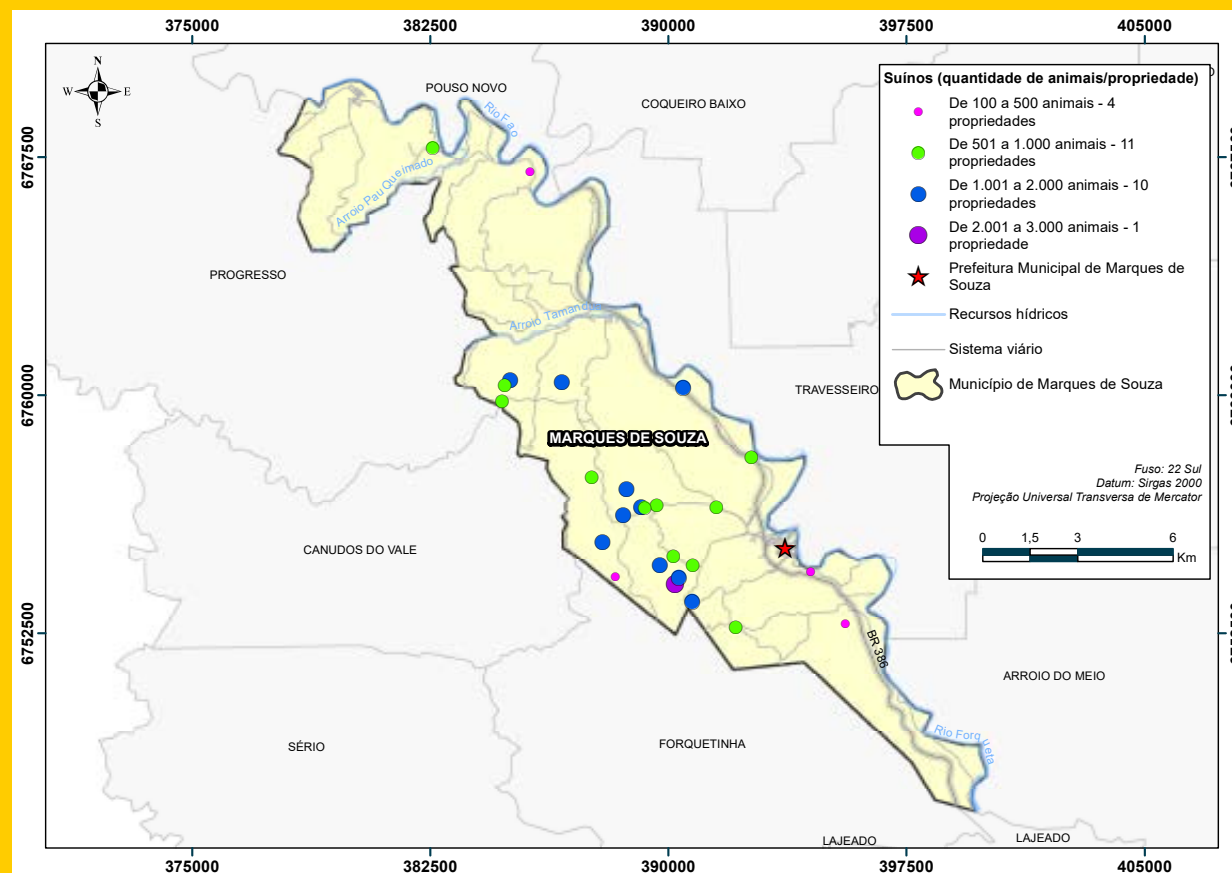 375000
382500
390000
397500
405000
N
W
E
S
POUSO NOVO
COQUEIRO BAIXO
Rio Fão
Arroio Pau Queimado
PROGRESSO
Arroio Taman
TRAVESSEIRO
MARQUES DE SOUZA
CANUDOS DO VALE
BR 386
ARROIO DO MEIO
Rio Forqueta
SÉRIO
FORQUETINHA
LAJEADO
LAJEADO
6767500
6760000
6752500
Suínos (quantidade de animais/propriedade)
De 100 a 500 animais - 4
propriedades
De 501 a 1.000 animais - 11
propriedades
De 1.001 a 2.000 animais - 10
propriedades
De 2.001 a 3.000 animais - 1
propriedade
Prefeitura Municipal de Marques de
Souza
Recursos hídricos
Sistema viário
Município de Marques de Souza
Fuso: 22 Sul
Datum: Sirgas 2000
Projeção Universal Transversa de Mercator
0
1,5
3
6
Km
375000
382500
390000
397500
405000